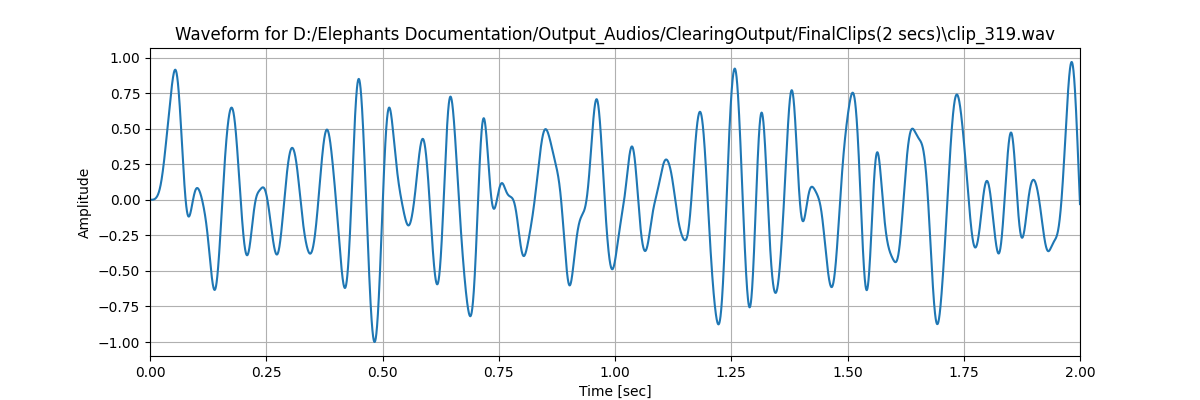 Waveform for D:/Elephants Documentation/Output_Audios/ClearingOutput/FinalClips(2 secs)\clip_319.wav
1.00
0.75
0.50
0.25
0.00
−0.25
−0.50
−0.75
−1.00
Amplitude
0.00 0.25 0.50 0.75 1.00 1.25 1.50 1.75 2.00
Time [sec]